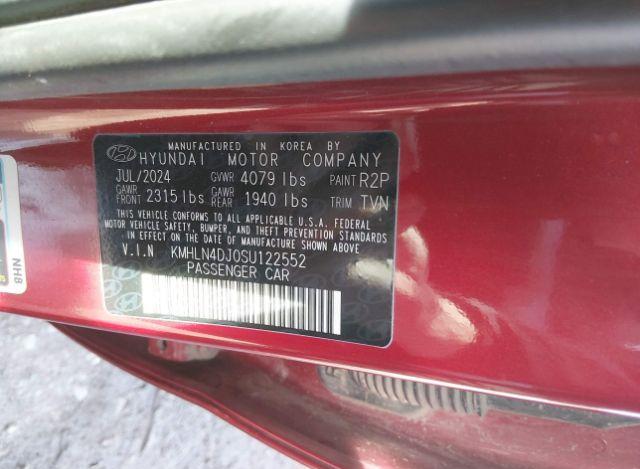 MANUFACTURED IN KOREA BY
HYUNDAI MOTOR COMPANY
JUL/2024 GVWR 4079 lbs PAINT R2P
GAWR FRONT 2315 lbs GAWR REAR 1940 lbs TRIM TVN
THIS VEHICLE CONFORMS TO ALL APPLICABLE U.S.A. FEDERAL
MOTOR VEHICLE SAFETY, BUMPER, AND THEFT PREVENTION STANDARDS
IN EFFECT ON THE DATE OF MANUFACTURE SHOWN ABOVE.
V.I.N KMHLN4DJ0SU122552
PASSENGER CAR
NH8